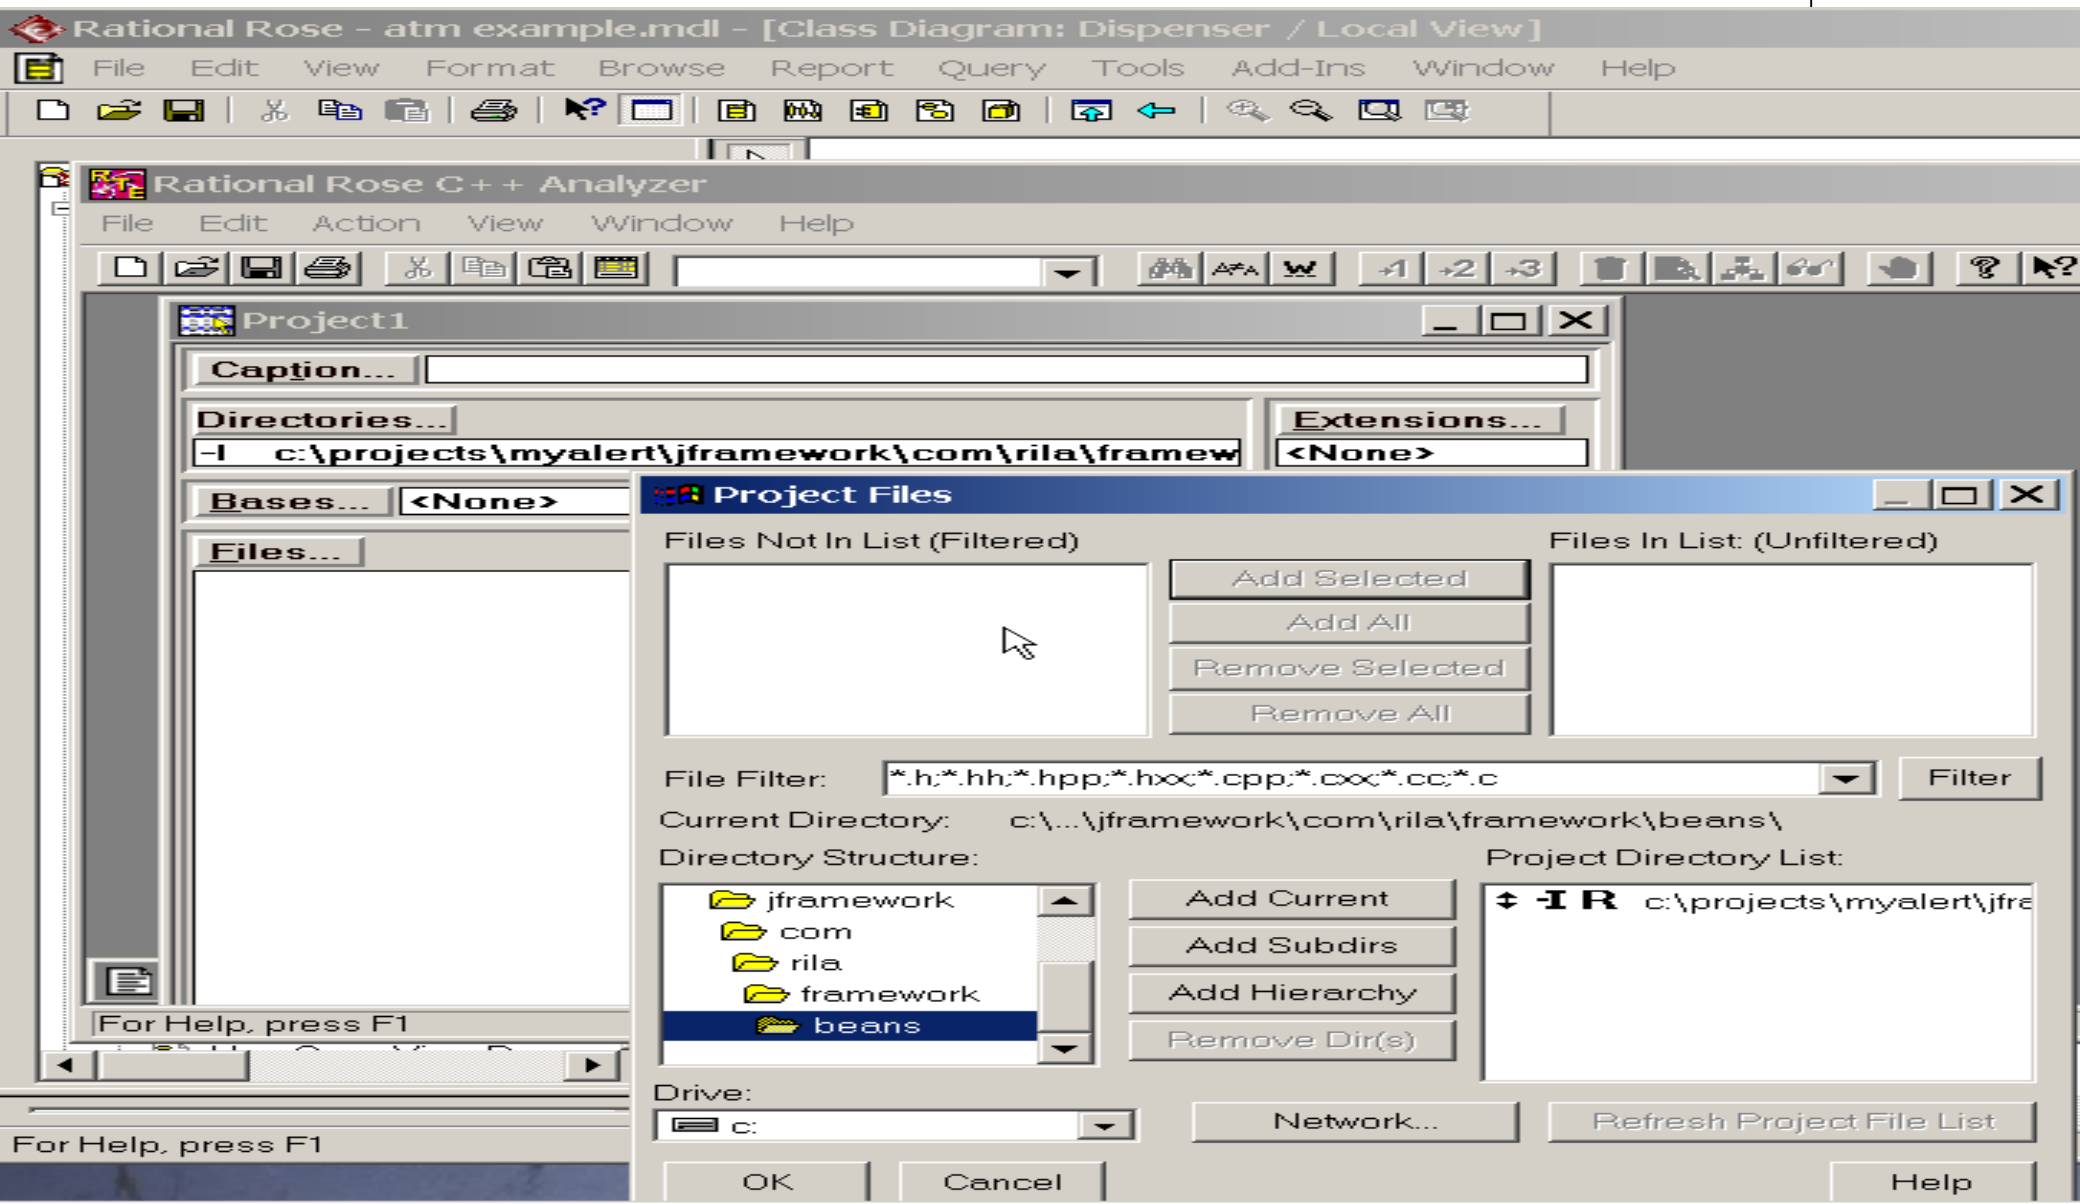 Rational Rose - atm example.mdl - [Class Diagram: Dispenser / Local View]
File Edit View Format Browse Report Query Tools Add-Ins Window Help
Rational Rose C++ Analyzer
File Edit Action View Window Help
Project1
Caption...
Directories... Extensions...
-I c:\projects\myalert\jframework\com\rila\framew <None>
Bases... <None>
Files...
Project Files
Files Not In List (Filtered) Files In List: (Unfiltered)
Add Selected
Add All
Remove Selected
Remove All
File Filter: *.h;*.hh;*.hpp;*.hxx;*.cpp;*.cxx;*.cc;*.c Filter
Current Directory: c:\...\jframework\com\rila\framework\beans\
Directory Structure: Project Directory List:
jframework Add Current -I R c:\projects\myalert\jfra
com
rila Add Subdirs
framework Add Hierarchy
beans Remove Dir(s)
Drive:
c: Network... Refresh Project File List
OK Cancel Help
For Help, press F1
For Help, press F1